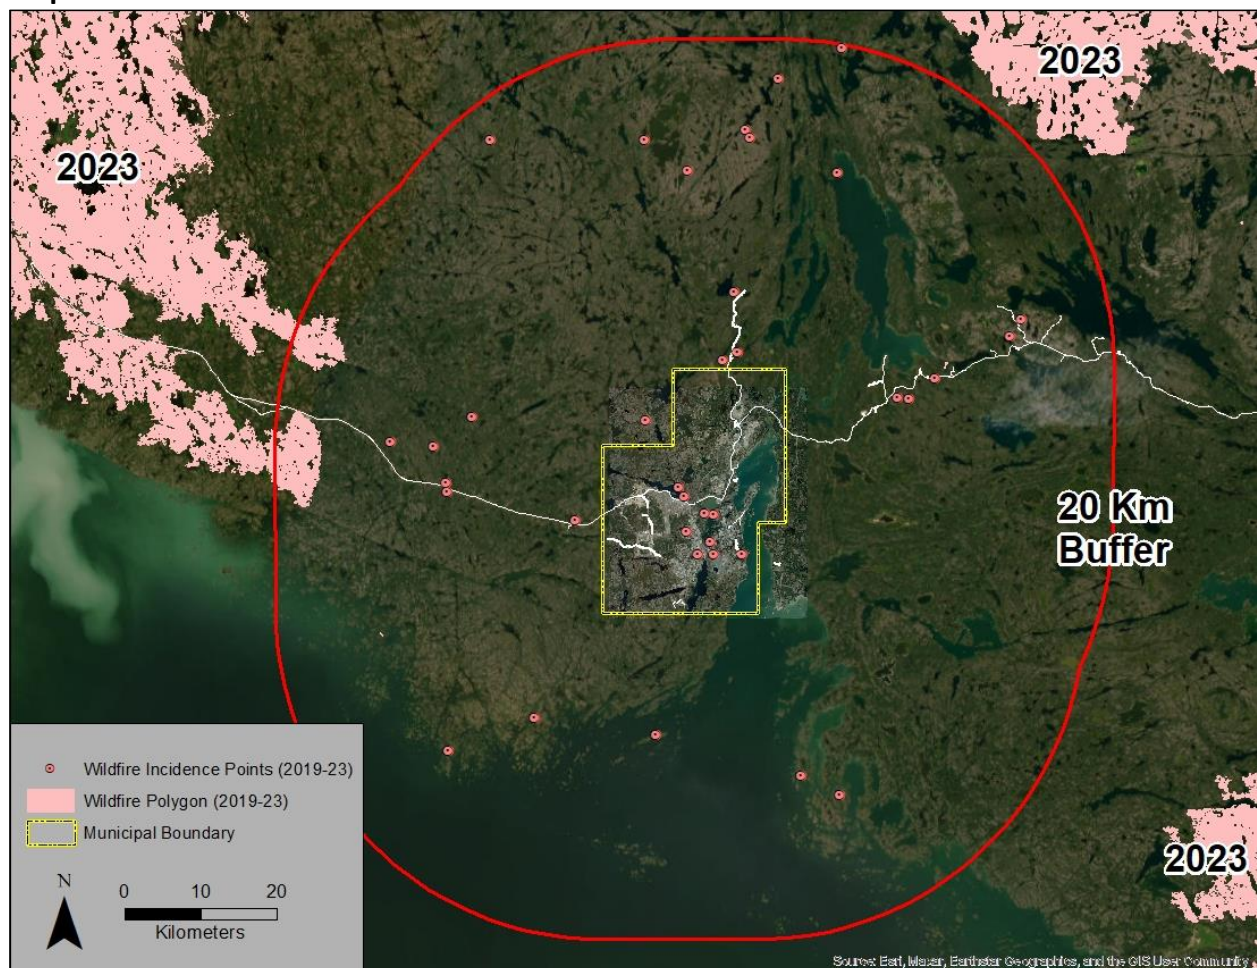 2023
2023
20 Km
Buffer
Wildfire Incidence Points (2019-23)
Wildfire Polygon (2019-23)
Municipal Boundary
N
0 10 20
Kilometers
2023
Source: Esri, Maxar, Earthstar Geographics, and the GIS User Community